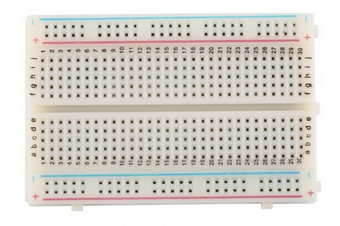 − −
+ +
1 2 3 4 5 6 7 8 9 10 11 12 13 14 15 16 17 18 19 20 21 22 23 24 25 26 27 28 29 30
j j
i i
h h
g g
f f
e e
d d
c c
b b
a a
1 2 3 4 5 6 7 8 9 10 11 12 13 14 15 16 17 18 19 20 21 22 23 24 25 26 27 28 29 30
− −
+ +